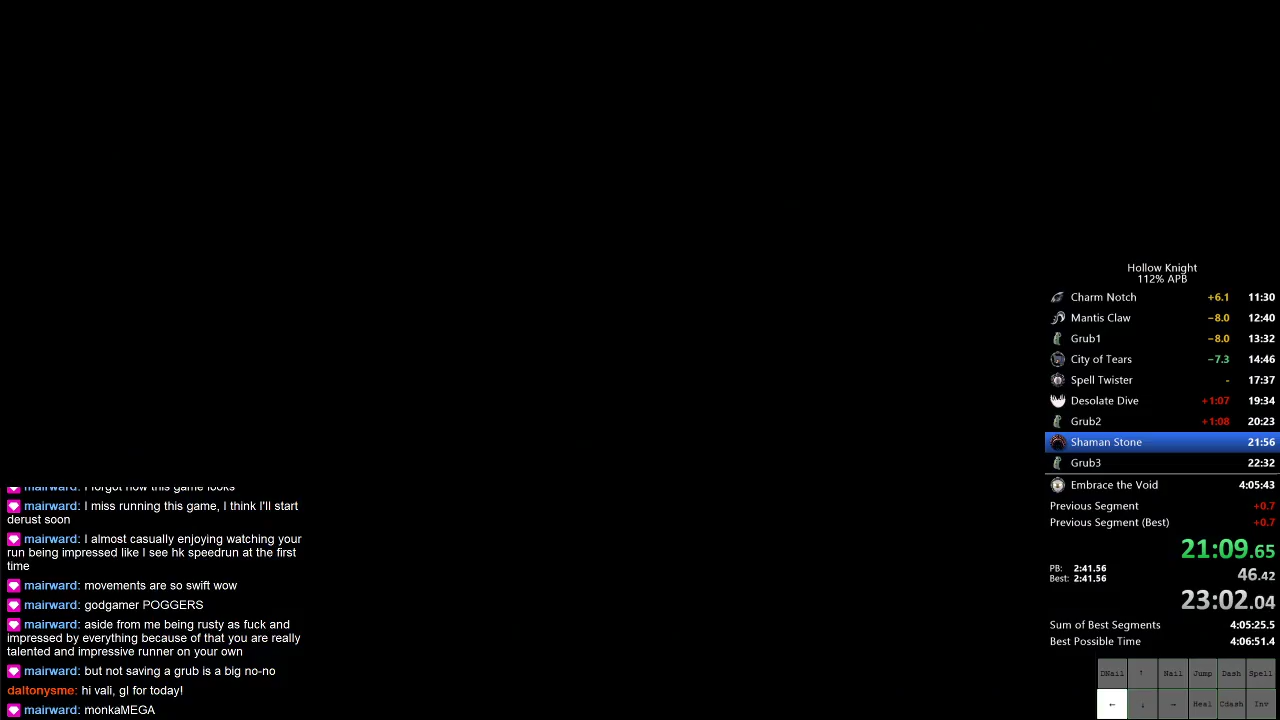 Hollow Knight
112% APB
Charm Notch +6.1 11:30
Mantis Claw −8.0 12:40
Grub1 −8.0 13:32
City of Tears −7.3 14:46
Spell Twister - 17:37
Desolate Dive +1:07 19:34
Grub2 +1:08 20:23
Shaman Stone 21:56
Grub3 22:32
Embrace the Void 4:05:43
Previous Segment +0.7
Previous Segment (Best) +0.7
21:09.65
PB: 2:41.56
Best: 2:41.56
46.42
23:02.04
Sum of Best Segments 4:05:25.5
Best Possible Time 4:06:51.4
DNail ↑ Nail Jump Dash Spell
← ↓ → Heal Cdash Inv
mairward: I forgot how this game looks
mairward: I miss running this game, I think I'll start
derust soon
mairward: I almost casually enjoying watching your
run being impressed like I see hk speedrun at the first
time
mairward: movements are so swift wow
mairward: godgamer POGGERS
mairward: aside from me being rusty as fuck and
impressed by everything because of that you are really
talented and impressive runner on your own
mairward: but not saving a grub is a big no-no
daltonysme: hi vali, gl for today!
mairward: monkaMEGA